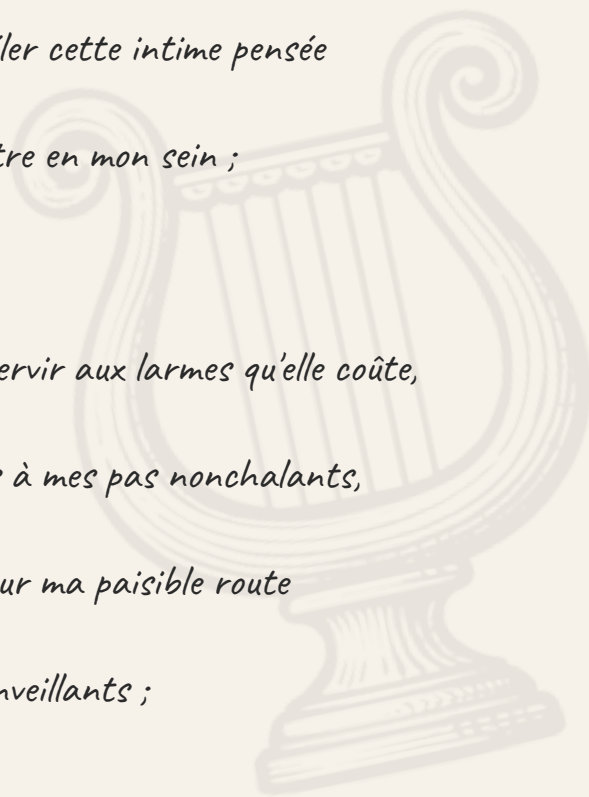 ler cette intime pensée
tre en mon sein ;
ervir aux larmes qu'elle coûte,
s à mes pas nonchalants,
ur ma paisible route
nveillants ;